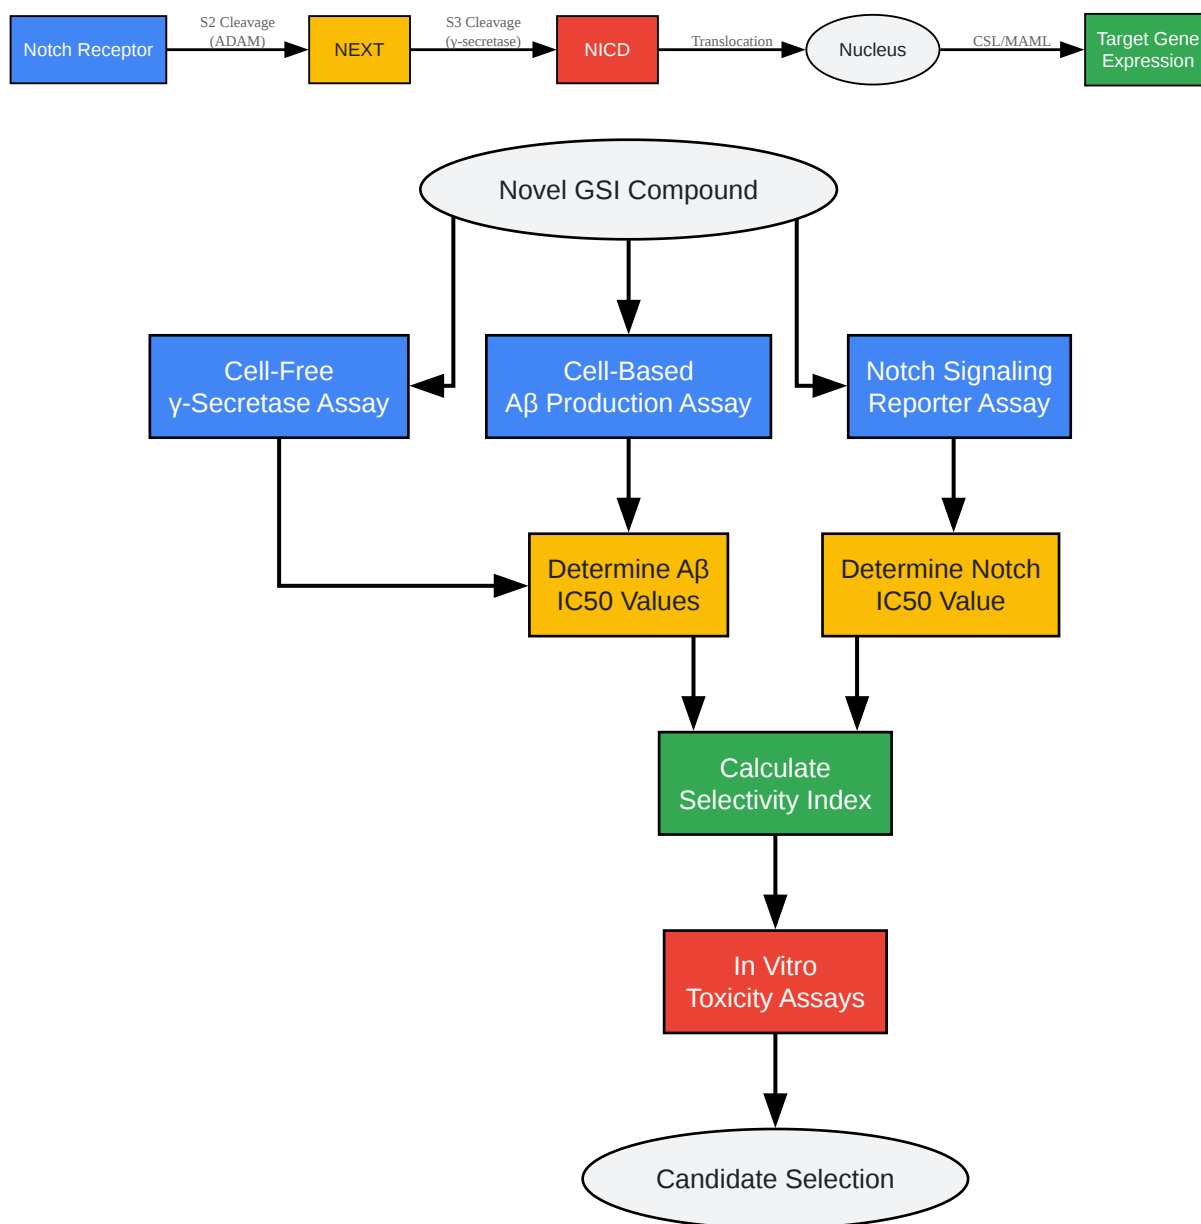 Notch Receptor
S2 Cleavage
(ADAM)
NEXT
S3 Cleavage
(γ-secretase)
NICD
Translocation
Nucleus
CSL/MAML
Target Gene
Expression
Novel GSI Compound
Cell-Free
γ-Secretase Assay
Cell-Based
Aβ Production Assay
Notch Signaling
Reporter Assay
Determine Aβ
IC50 Values
Determine Notch
IC50 Value
Calculate
Selectivity Index
In Vitro
Toxicity Assays
Candidate Selection